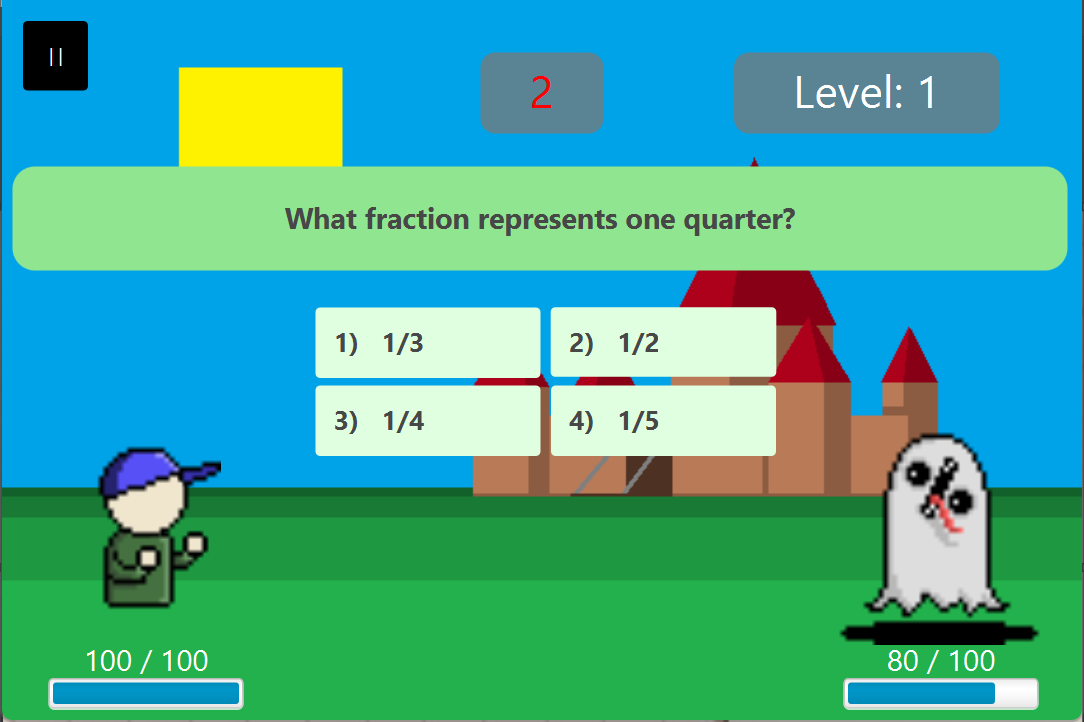 2
Level: 1
What fraction represents one quarter?
1) 1/3
2) 1/2
3) 1/4
4) 1/5
100 / 100
80 / 100